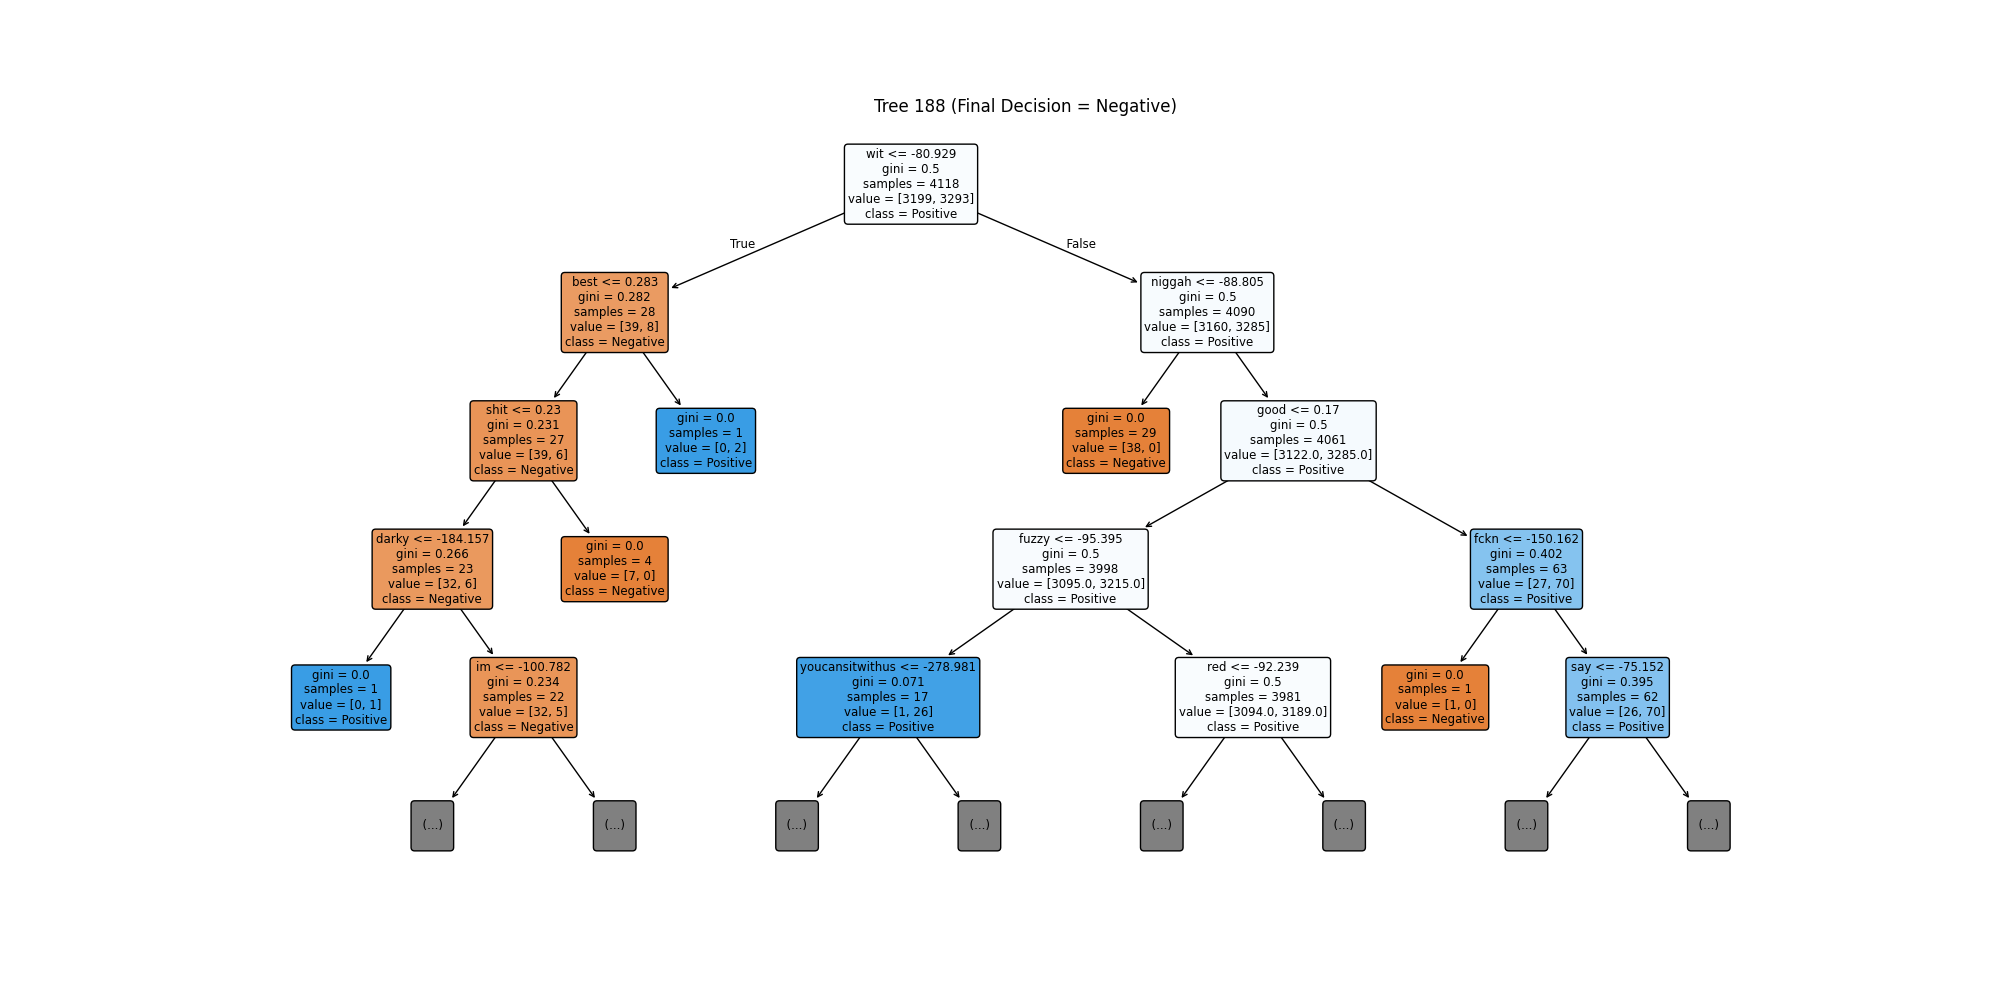 Tree 188 (Final Decision = Negative)
wit <= -80.929
gini = 0.5
samples = 4118
value = [3199, 3293]
class = Positive
True
False
best <= 0.283
gini = 0.282
samples = 28
value = [39, 8]
class = Negative
niggah <= -88.805
gini = 0.5
samples = 4090
value = [3160, 3285]
class = Positive
shit <= 0.23
gini = 0.231
samples = 27
value = [39, 6]
class = Negative
gini = 0.0
samples = 1
value = [0, 2]
class = Positive
gini = 0.0
samples = 29
value = [38, 0]
class = Negative
good <= 0.17
gini = 0.5
samples = 4061
value = [3122.0, 3285.0]
class = Positive
darky <= -184.157
gini = 0.266
samples = 23
value = [32, 6]
class = Negative
gini = 0.0
samples = 4
value = [7, 0]
class = Negative
fuzzy <= -95.395
gini = 0.5
samples = 3998
value = [3095.0, 3215.0]
class = Positive
fckn <= -150.162
gini = 0.402
samples = 63
value = [27, 70]
class = Positive
gini = 0.0
samples = 1
value = [0, 1]
class = Positive
im <= -100.782
gini = 0.234
samples = 22
value = [32, 5]
class = Negative
youcansitwithus <= -278.981
gini = 0.071
samples = 17
value = [1, 26]
class = Positive
red <= -92.239
gini = 0.5
samples = 3981
value = [3094.0, 3189.0]
class = Positive
gini = 0.0
samples = 1
value = [1, 0]
class = Negative
say <= -75.152
gini = 0.395
samples = 62
value = [26, 70]
class = Positive
(...)
(...)
(...)
(...)
(...)
(...)
(...)
(...)